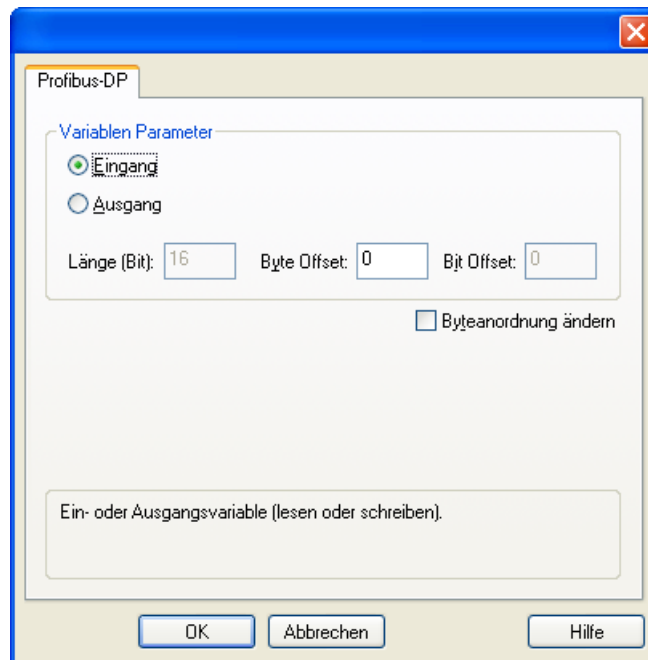 Profibus-DP
Variablen Parameter
Eingang
Ausgang
Länge (Bit): 16 Byte Offset: 0 Bit Offset: 0
Byteanordnung ändern
Ein- oder Ausgangsvariable (lesen oder schreiben).
OK Abbrechen Hilfe